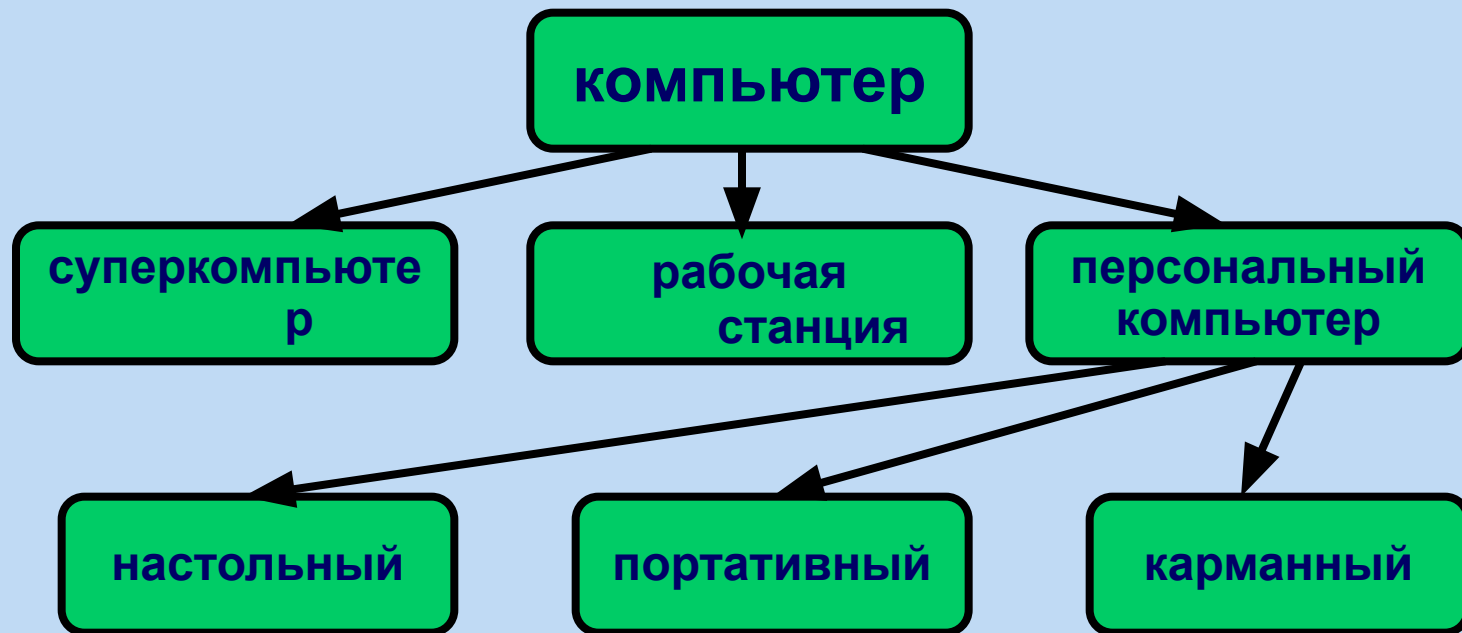 компьютер
суперкомпьюте
р
рабочая
станция
персональный
компьютер
настольный
портативный
карманный